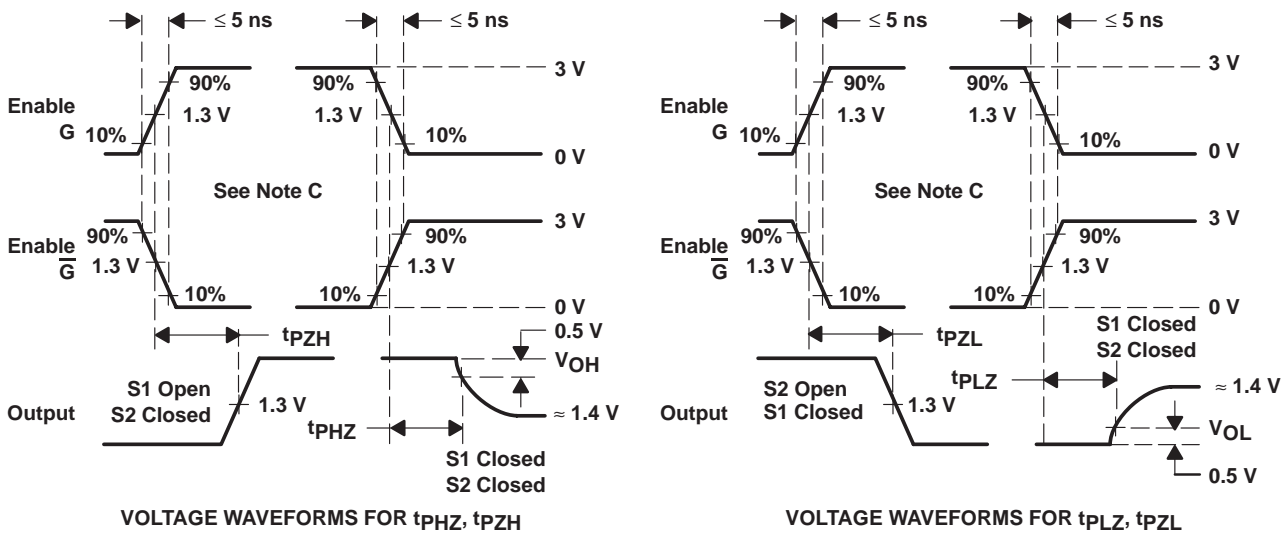 ≤ 5 ns
≤ 5 ns
3 V
90%
90%
Enable
G
1.3 V
1.3 V
10%
10%
0 V
See Note C
3 V
90%
90%
Enable
G
1.3 V
1.3 V
10%
10%
0 V
tPZH
0.5 V
VOH
S1 Open
S2 Closed
Output
1.3 V
≈ 1.4 V
tPHZ
S1 Closed
S2 Closed
VOLTAGE WAVEFORMS FOR tPHZ, tPZH
≤ 5 ns
≤ 5 ns
3 V
90%
90%
Enable
G
1.3 V
1.3 V
10%
10%
0 V
See Note C
3 V
90%
90%
Enable
G
1.3 V
1.3 V
10%
10%
0 V
tPZL
S1 Closed
S2 Closed
tPLZ
S2 Open
S1 Closed
Output
1.3 V
≈ 1.4 V
VOL
0.5 V
VOLTAGE WAVEFORMS FOR tPLZ, tPZL